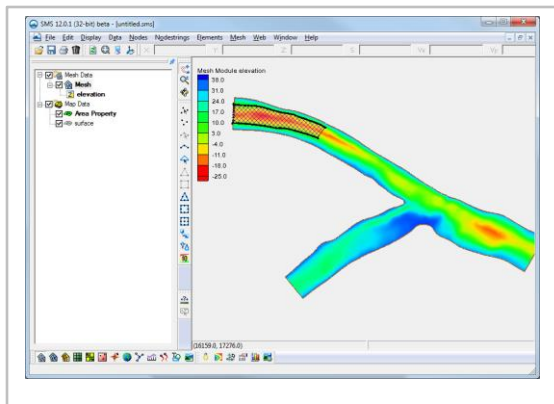 SMS 12.0.1 (32-bit) beta - [untitled.sms]
File Edit Display Data Nodes Nodestrings Elements Mesh Web Window Help
X: Y: Z: S: Vx: Vy:
Mesh Data
Mesh
elevation
Map Data
Area Property
surface
Mesh Module elevation
38.0
31.0
24.0
17.0
10.0
3.0
-4.0
-11.0
-18.0
-25.0
(16159.0, 17276.0)